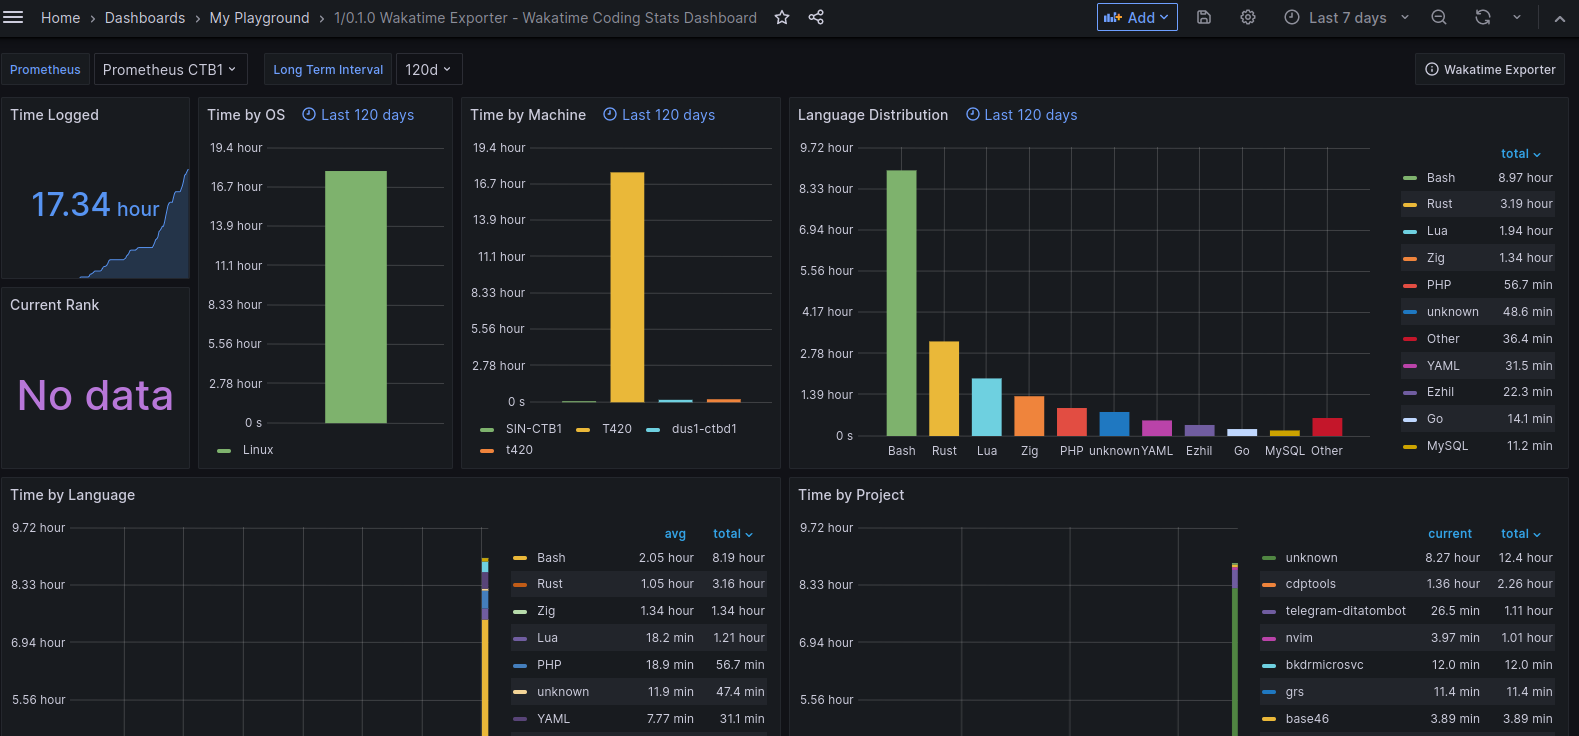 Home › Dashboards › My Playground › 1/0.1.0 Wakatime Exporter - Wakatime Coding Stats Dashboard Add Last 7 days
Prometheus Prometheus CTB1 Long Term Interval 120d Wakatime Exporter
Time Logged
17.34 hour
Current Rank
No data
Time by OS Last 120 days
19.4 hour
16.7 hour
13.9 hour
11.1 hour
8.33 hour
5.56 hour
2.78 hour
0 s
Linux
Time by Machine Last 120 days
19.4 hour
16.7 hour
13.9 hour
11.1 hour
8.33 hour
5.56 hour
2.78 hour
0 s
SIN-CTB1 T420 dus1-ctbd1
t420
Language Distribution Last 120 days
9.72 hour
8.33 hour
6.94 hour
5.56 hour
4.17 hour
2.78 hour
1.39 hour
0 s
Bash Rust Lua Zig PHP unknown YAML Ezhil Go MySQL Other
total
Bash 8.97 hour
Rust 3.19 hour
Lua 1.94 hour
Zig 1.34 hour
PHP 56.7 min
unknown 48.6 min
Other 36.4 min
YAML 31.5 min
Ezhil 22.3 min
Go 14.1 min
MySQL 11.2 min
Time by Language
9.72 hour
8.33 hour
6.94 hour
5.56 hour
avg total
Bash 2.05 hour 8.19 hour
Rust 1.05 hour 3.16 hour
Zig 1.34 hour 1.34 hour
Lua 18.2 min 1.21 hour
PHP 18.9 min 56.7 min
unknown 11.9 min 47.4 min
YAML 7.77 min 31.1 min
Time by Project
9.72 hour
8.33 hour
6.94 hour
5.56 hour
current total
unknown 8.27 hour 12.4 hour
cdptools 1.36 hour 2.26 hour
telegram-ditatombot 26.5 min 1.11 hour
nvim 3.97 min 1.01 hour
bkdrmicrosvc 12.0 min 12.0 min
grs 11.4 min 11.4 min
base46 3.89 min 3.89 min